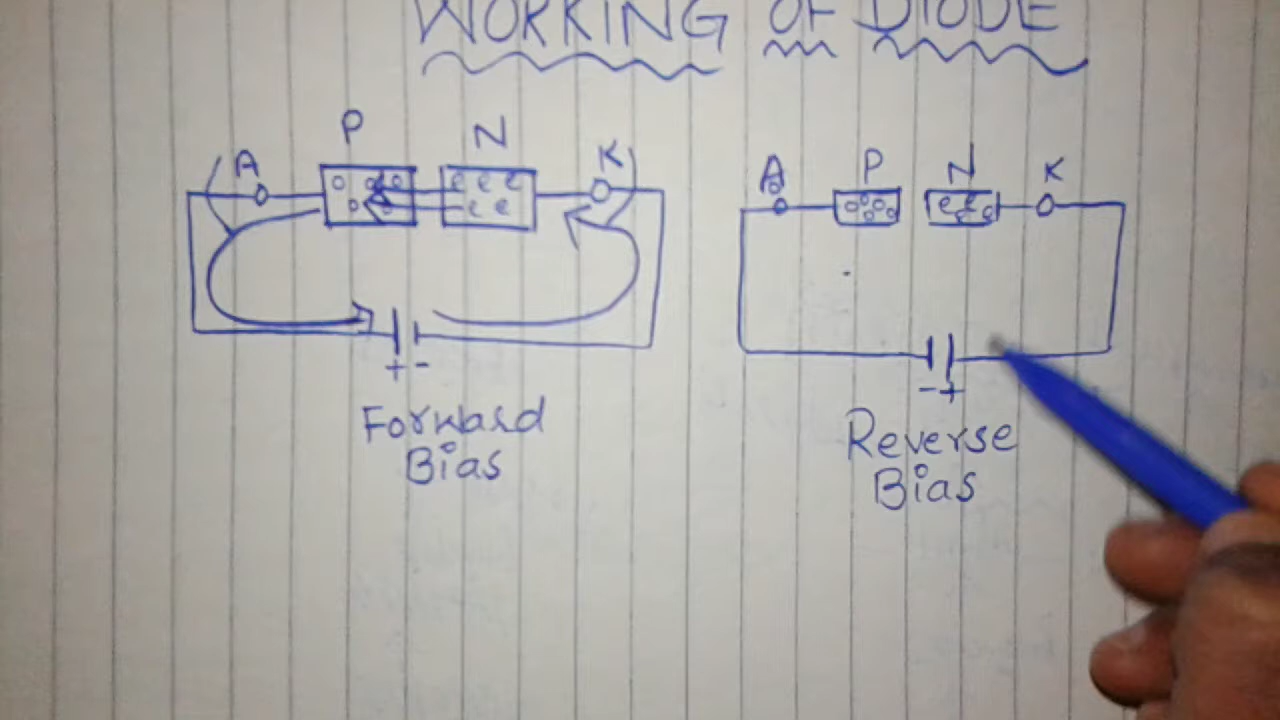 WORKING OF DIODE
P N
A K
+ -
Forward
Bias
P N
A K
- +
Reverse
Bias